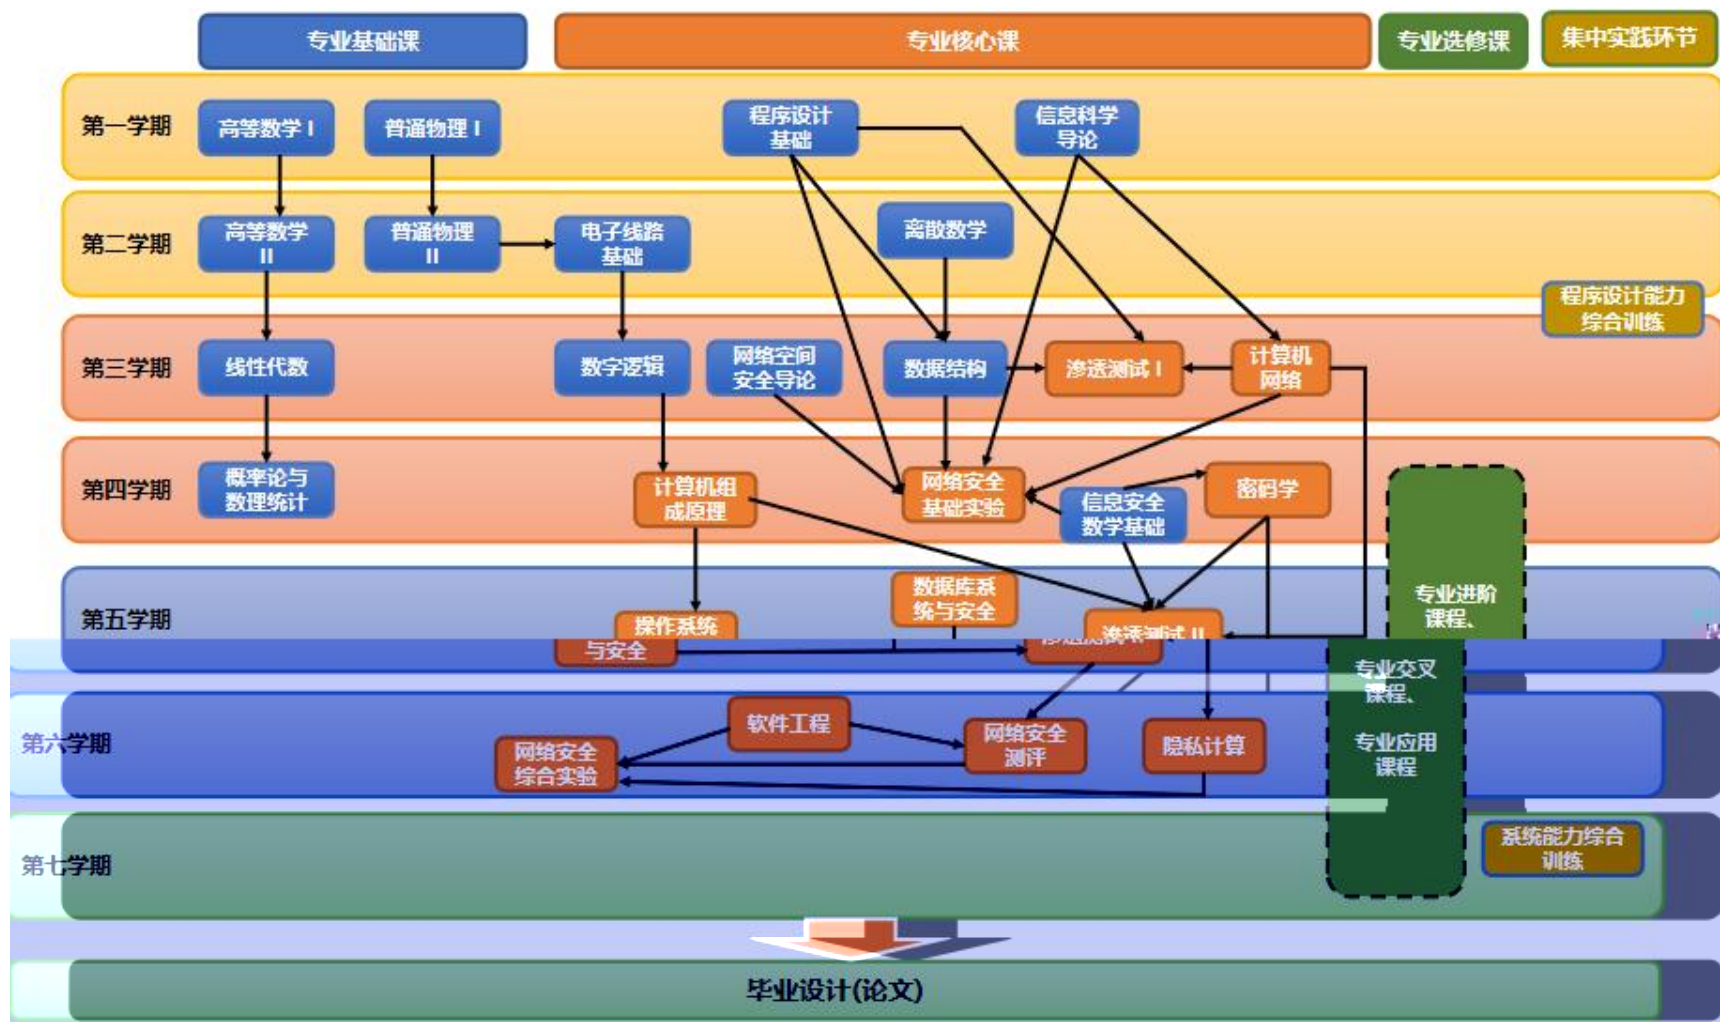 专业基础课
专业核心课
专业选修课
集中实践环节
第一学期
高等数学 I
普通物理 I
程序设计
基础
信息科学
导论
第二学期
高等数学
II
普通物理
II
电子线路
基础
离散数学
程序设计能力
综合训练
第三学期
线性代数
数字逻辑
网络空间
安全导论
数据结构
渗透测试 I
计算机
网络
第四学期
概率论与
数理统计
计算机组
成原理
网络安全
基础实验
信息安全
数学基础
密码学
第五学期
操作系统
与安全
数据库系
统与安全
渗透测试 II
专业进阶
课程、
专业交叉
课程、
专业应用
课程
第六学期
网络安全
综合实验
软件工程
网络安全
测评
隐私计算
第七学期
系统能力综合
训练
毕业设计(论文)